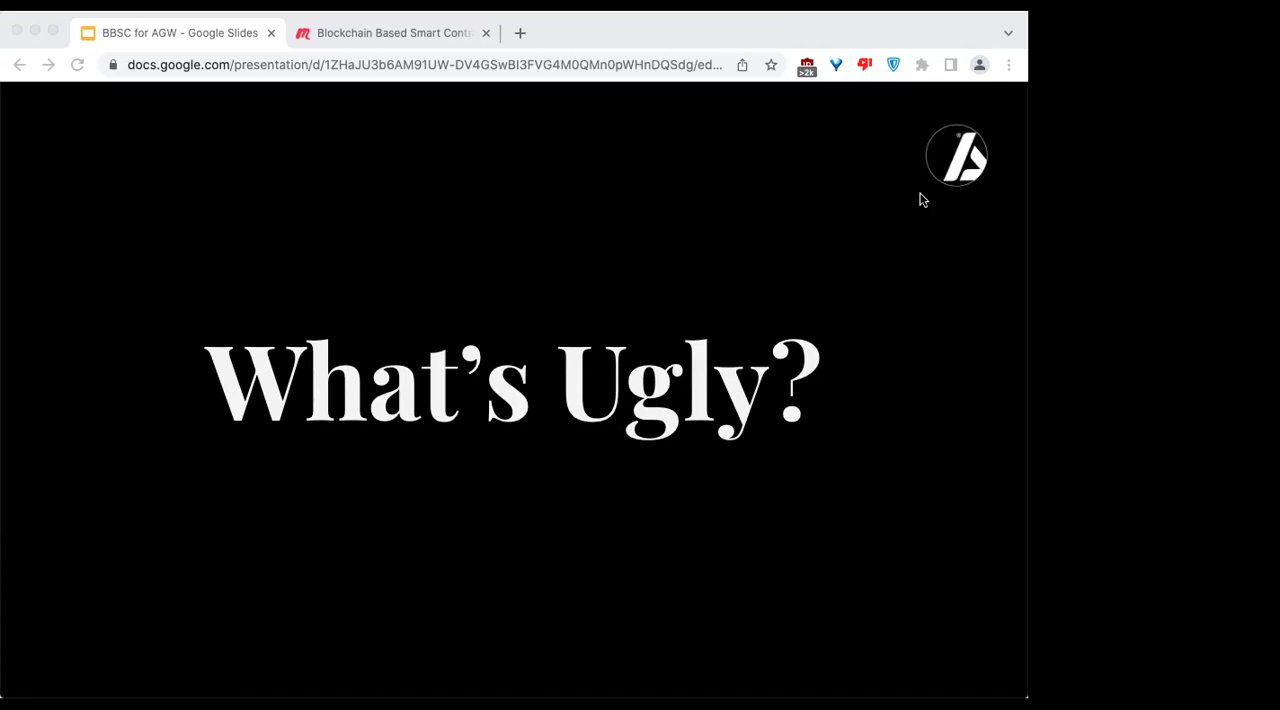 BBSC for AGW - Google Slides
Blockchain Based Smart Contr
docs.google.com/presentation/d/1ZHaJU3b6AM91UW-DV4GSwBI3FVG4M0QMn0pWHnDQSdg/ed...
>2k
What's Ugly?